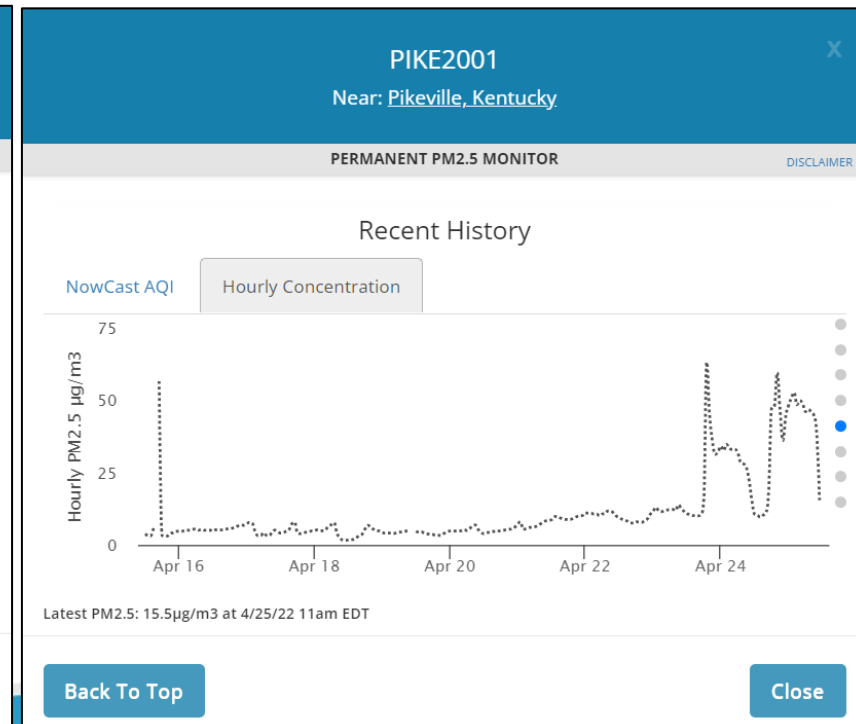 PIKE2001
X
Near: Pikeville, Kentucky
PERMANENT PM2.5 MONITOR
DISCLAIMER
Recent History
NowCast AQI
Hourly Concentration
Hourly PM2.5 µg/m3
75
50
25
0
Apr 16
Apr 18
Apr 20
Apr 22
Apr 24
Latest PM2.5: 15.5µg/m3 at 4/25/22 11am EDT
Back To Top
Close